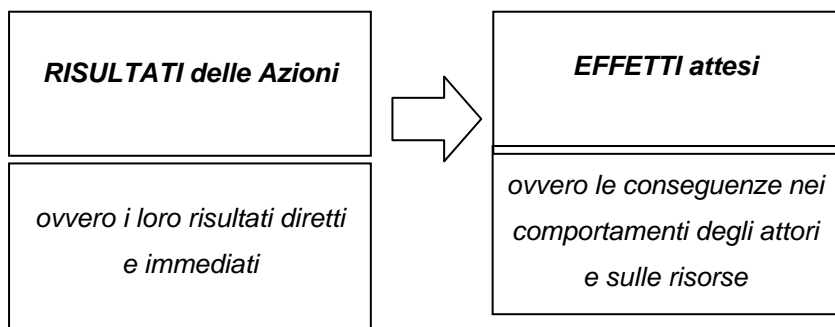 RISULTATI delle Azioni
ovvero i loro risultati diretti
e immediati
EFFETTI attesi
ovvero le conseguenze nei
comportamenti degli attori
e sulle risorse